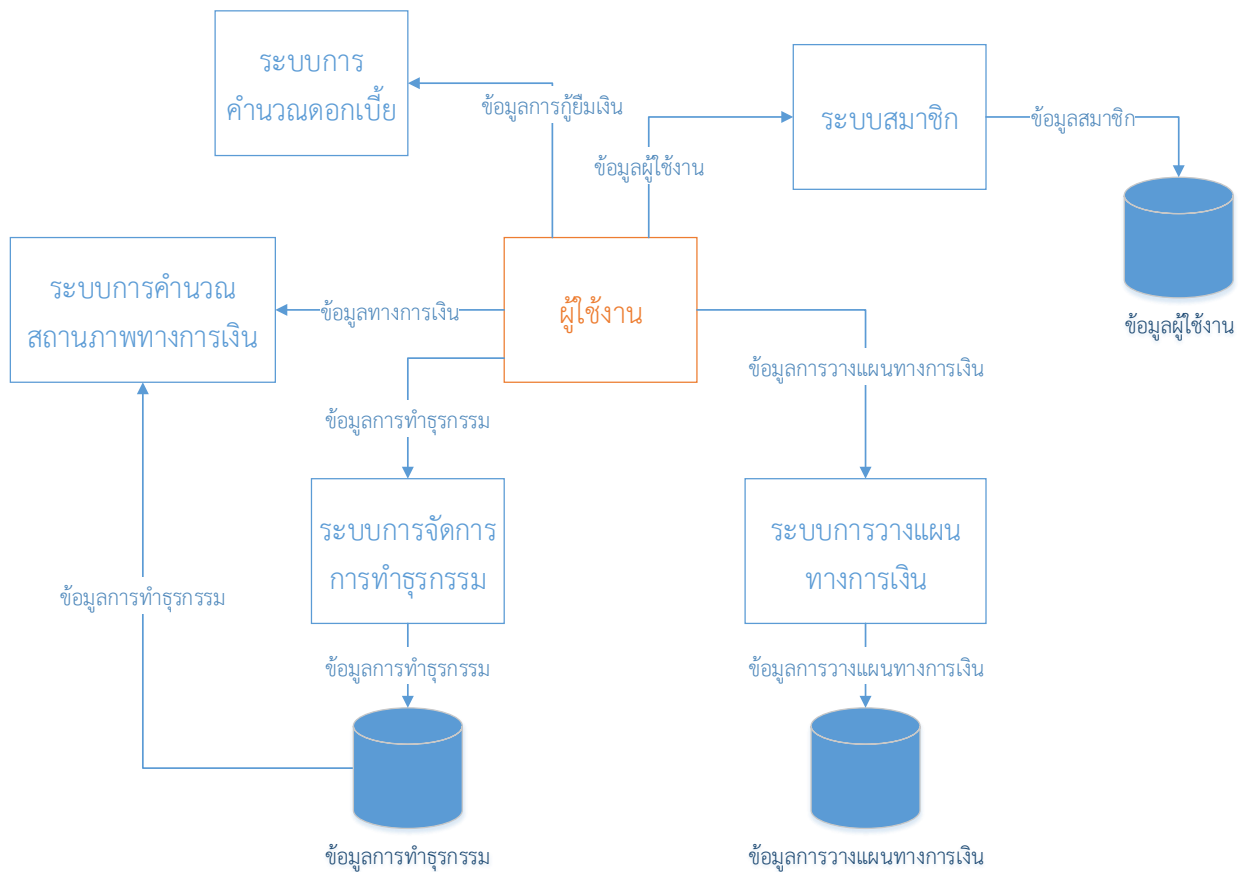 ระบบการ
คำนวณดอกเบี้ย
ข้อมูลการกู้ยืมเงิน
ระบบสมาชิก
ข้อมูลสมาชิก
ข้อมูลผู้ใช้งาน
ข้อมูลผู้ใช้งาน
ระบบการคำนวณ
สถานภาพทางการเงิน
ข้อมูลทางการเงิน
ผู้ใช้งาน
ข้อมูลการวางแผนทางการเงิน
ข้อมูลการทำธุรกรรม
ระบบการจัดการ
การทำธุรกรรม
ระบบการวางแผน
ทางการเงิน
ข้อมูลการทำธุรกรรม
ข้อมูลการทำธุรกรรม
ข้อมูลการวางแผนทางการเงิน
ข้อมูลการทำธุรกรรม
ข้อมูลการวางแผนทางการเงิน